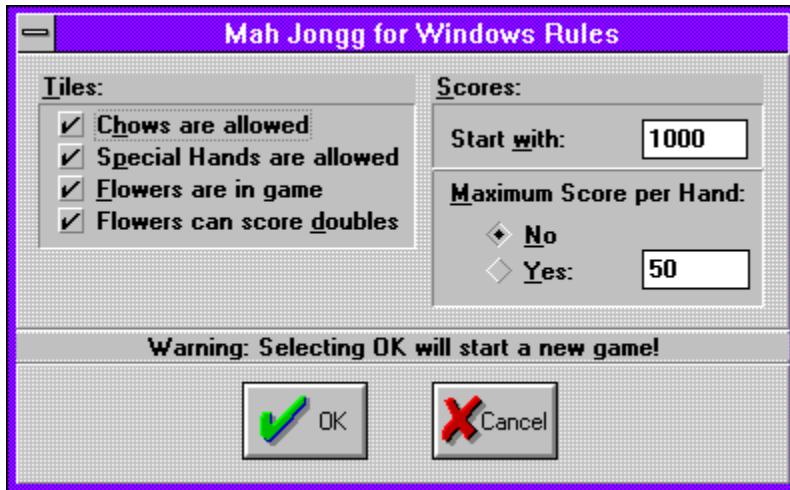 Mah Jongg for Windows Rules
Tiles:
Chows are allowed
Special Hands are allowed
Flowers are in game
Flowers can score doubles
Scores:
Start with: 1000
Maximum Score per Hand:
No
Yes: 50
Warning: Selecting OK will start a new game!
OK
Cancel